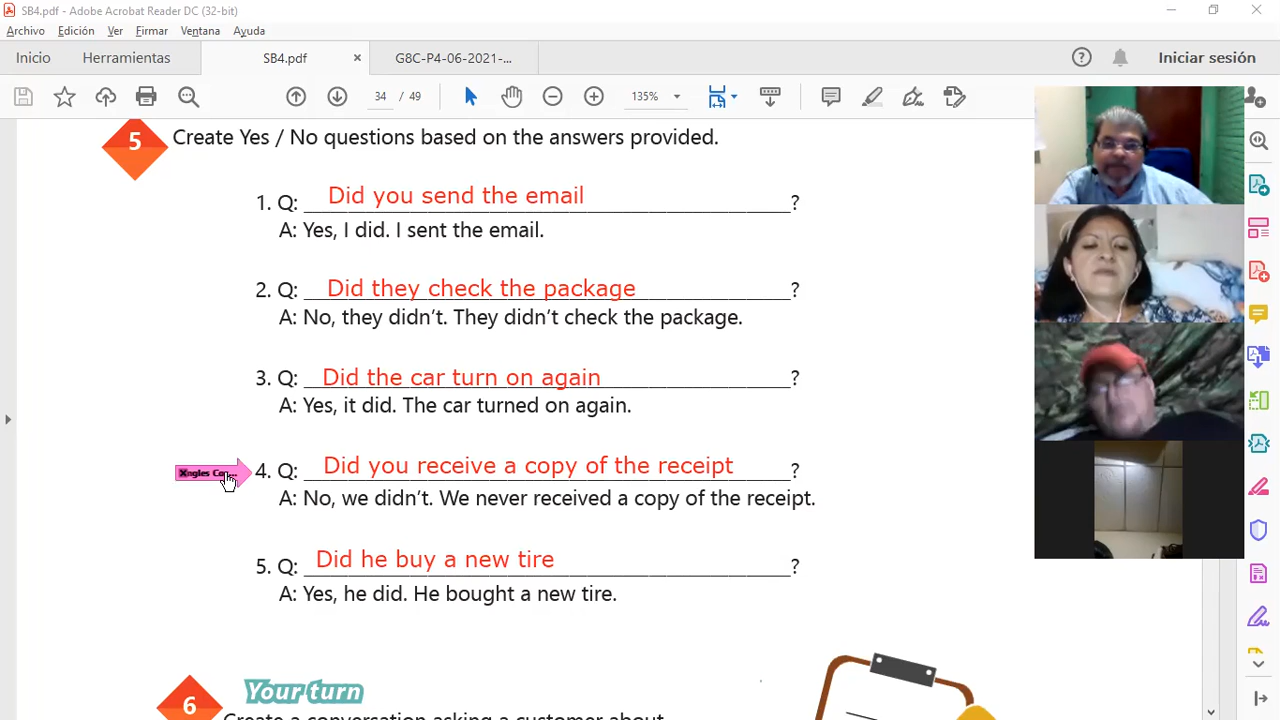 SB4.pdf - Adobe Acrobat Reader DC (32-bit)
Archivo Edición Ver Firmar Ventana Ayuda
Inicio Herramientas SB4.pdf G8C-P4-06-2021-... Iniciar sesión
34 / 49 135%
5 Create Yes / No questions based on the answers provided.
1. Q: Did you send the email ?
A: Yes, I did. I sent the email.
2. Q: Did they check the package ?
A: No, they didn't. They didn't check the package.
3. Q: Did the car turn on again ?
A: Yes, it did. The car turned on again.
4. Q: Did you receive a copy of the receipt ?
A: No, we didn't. We never received a copy of the receipt.
5. Q: Did he buy a new tire ?
A: Yes, he did. He bought a new tire.
6 Your turn
Create a conversation asking a customer about